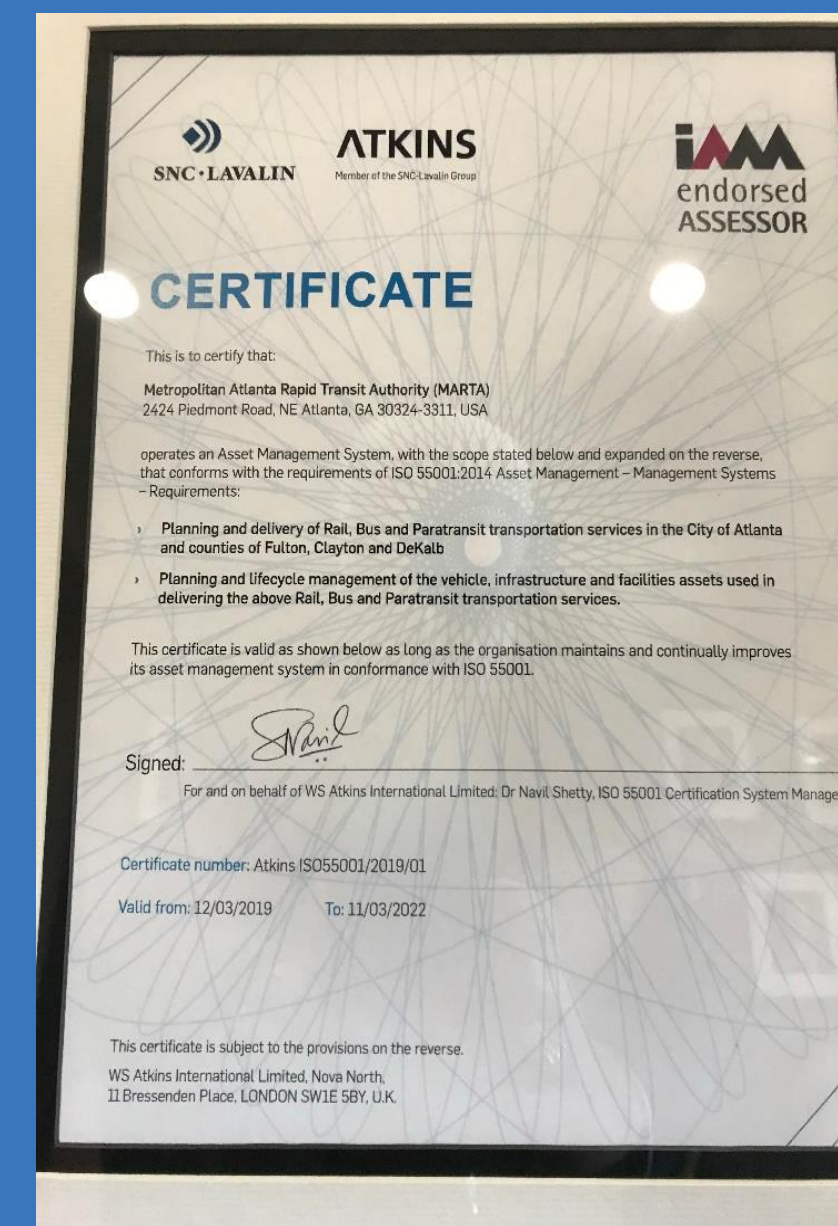 SNC • LAVALIN
ATKINS
Member of the SNC-Lavalin Group
iAM
endorsed
ASSESSOR
CERTIFICATE
This is to certify that:
Metropolitan Atlanta Rapid Transit Authority (MARTA)
2424 Piedmont Road, NE Atlanta, GA 30324-3311, USA
operates an Asset Management System, with the scope stated below and expanded on the reverse,
that conforms with the requirements of ISO 55001:2014 Asset Management – Management Systems
– Requirements:
› Planning and delivery of Rail, Bus and Paratransit transportation services in the City of Atlanta
and counties of Fulton, Clayton and DeKalb
› Planning and lifecycle management of the vehicle, infrastructure and facilities assets used in
delivering the above Rail, Bus and Paratransit transportation services.
This certificate is valid as shown below as long as the organisation maintains and continually improves
its asset management system in conformance with ISO 55001.
Signed:
For and on behalf of WS Atkins International Limited: Dr Navil Shetty, ISO 55001 Certification System Manage
Certificate number: Atkins ISO55001/2019/01
Valid from: 12/03/2019 To: 11/03/2022
This certificate is subject to the provisions on the reverse.
WS Atkins International Limited, Nova North,
11 Bressenden Place, LONDON SW1E 5BY, U.K.